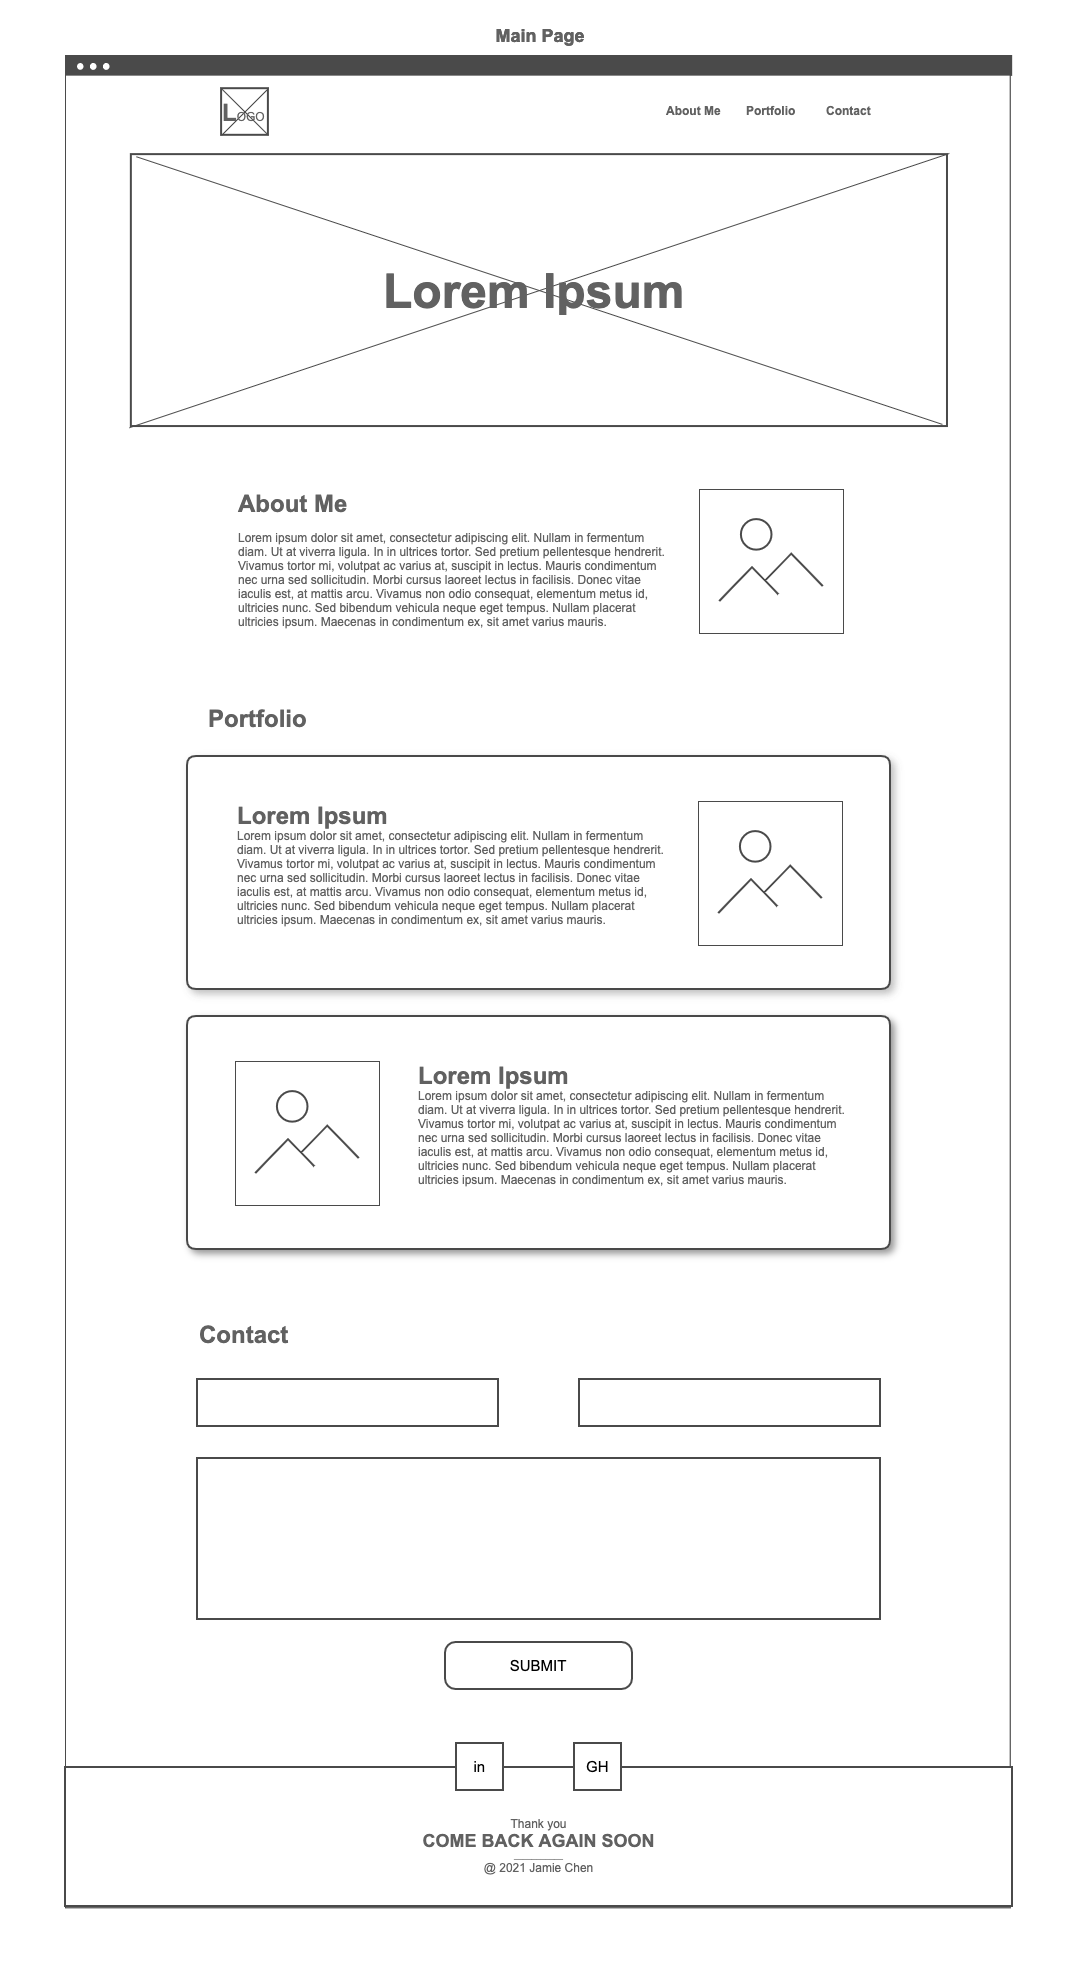 Main Page
LOGO
About Me Portfolio Contact
Lorem Ipsum
About Me
Lorem ipsum dolor sit amet, consectetur adipiscing elit. Nullam in fermentum
diam. Ut at viverra ligula. In in ultrices tortor. Sed pretium pellentesque hendrerit.
Vivamus tortor mi, volutpat ac varius at, suscipit in lectus. Mauris condimentum
nec urna sed sollicitudin. Morbi cursus laoreet lectus in facilisis. Donec vitae
iaculis est, at mattis arcu. Vivamus non odio consequat, elementum metus id,
ultricies nunc. Sed bibendum vehicula neque eget tempus. Nullam placerat
ultricies ipsum. Maecenas in condimentum ex, sit amet varius mauris.
Portfolio
Lorem Ipsum
Lorem ipsum dolor sit amet, consectetur adipiscing elit. Nullam in fermentum
diam. Ut at viverra ligula. In in ultrices tortor. Sed pretium pellentesque hendrerit.
Vivamus tortor mi, volutpat ac varius at, suscipit in lectus. Mauris condimentum
nec urna sed sollicitudin. Morbi cursus laoreet lectus in facilisis. Donec vitae
iaculis est, at mattis arcu. Vivamus non odio consequat, elementum metus id,
ultricies nunc. Sed bibendum vehicula neque eget tempus. Nullam placerat
ultricies ipsum. Maecenas in condimentum ex, sit amet varius mauris.
Lorem Ipsum
Lorem ipsum dolor sit amet, consectetur adipiscing elit. Nullam in fermentum
diam. Ut at viverra ligula. In in ultrices tortor. Sed pretium pellentesque hendrerit.
Vivamus tortor mi, volutpat ac varius at, suscipit in lectus. Mauris condimentum
nec urna sed sollicitudin. Morbi cursus laoreet lectus in facilisis. Donec vitae
iaculis est, at mattis arcu. Vivamus non odio consequat, elementum metus id,
ultricies nunc. Sed bibendum vehicula neque eget tempus. Nullam placerat
ultricies ipsum. Maecenas in condimentum ex, sit amet varius mauris.
Contact
SUBMIT
in GH
Thank you
COME BACK AGAIN SOON
@ 2021 Jamie Chen